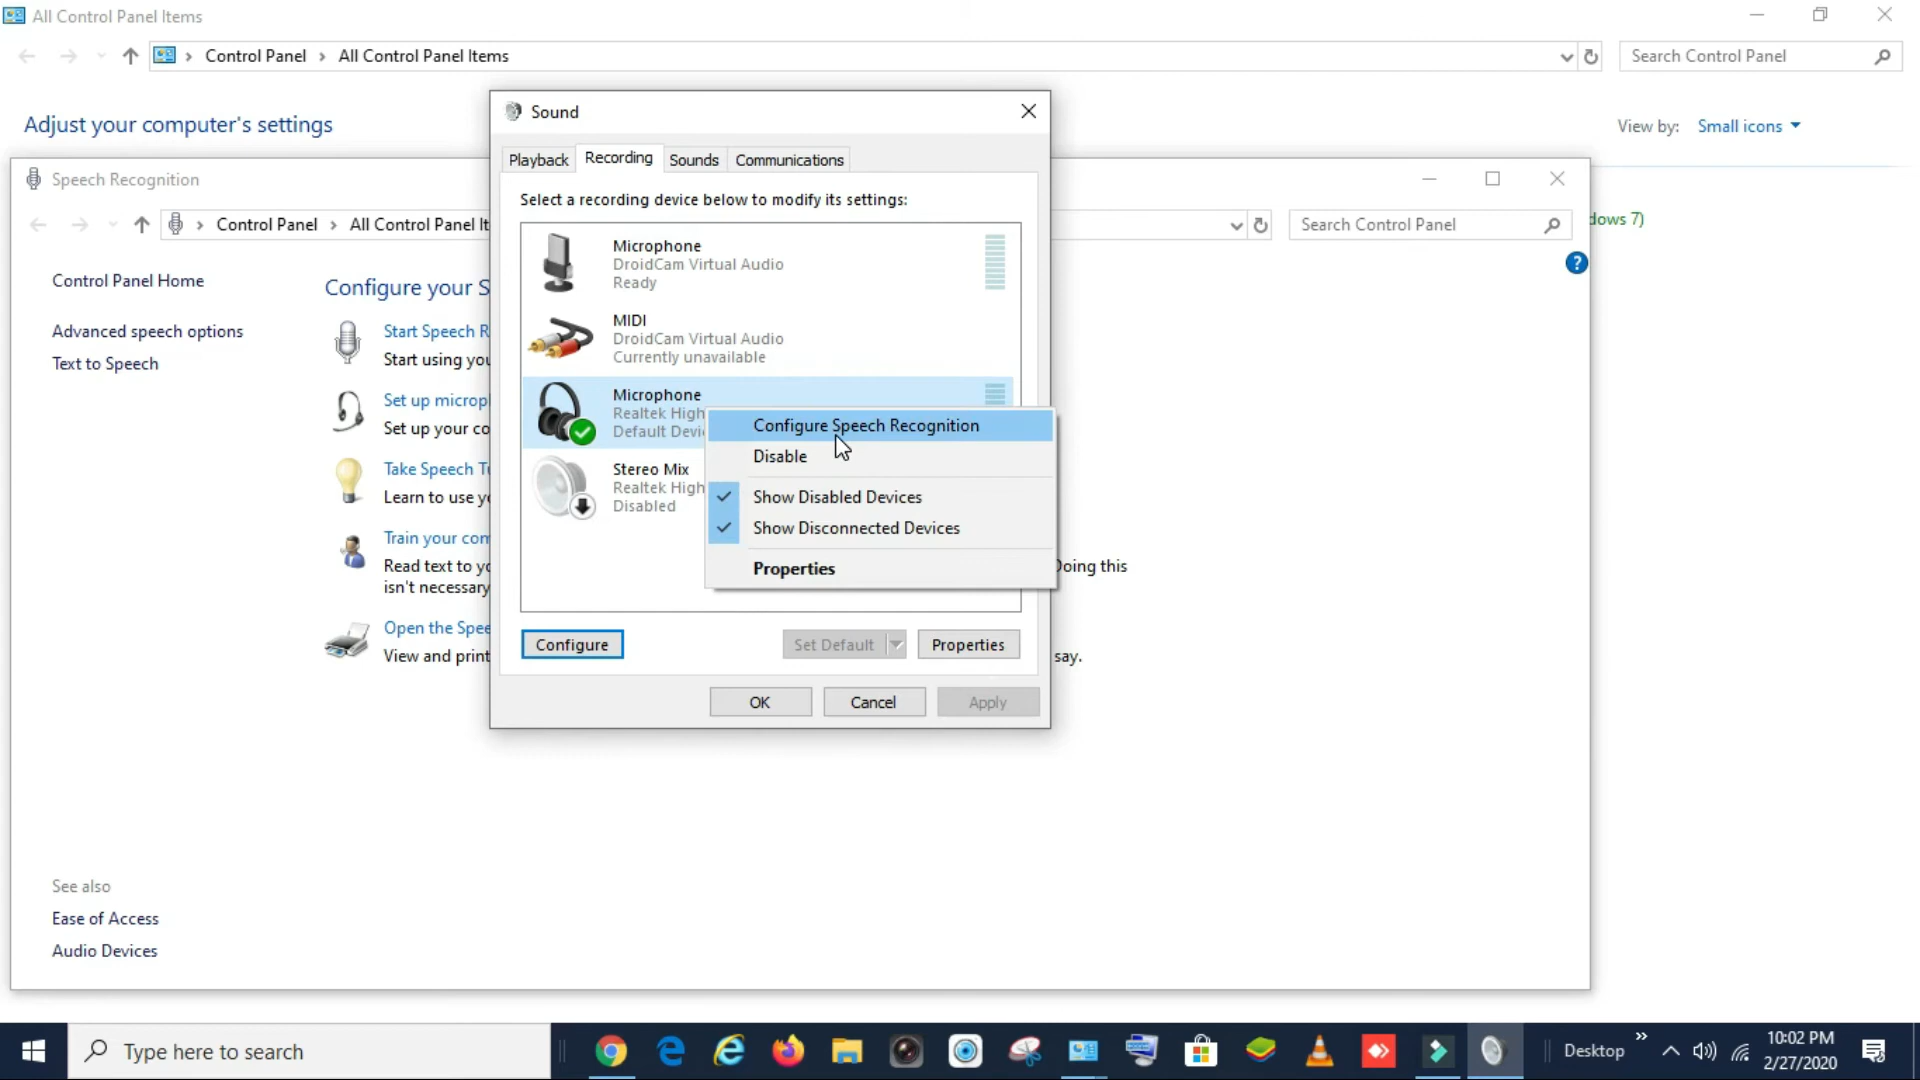 All Control Panel Items
Control Panel
All Control Panel Items
Search Control Panel
Adjust your computer's settings
View by:
Small icons
dows 7)
Speech Recognition
Control Panel
All Control Panel It
Search Control Panel
Control Panel Home
Advanced speech options
Text to Speech
Configure your S
Start Speech R
Start using you
Set up microp
Set up your co
Take Speech Tu
Learn to use yo
Train your com
Read text to yo
Doing this
isn't necessary
Open the Spee
View and print
say.
See also
Ease of Access
Audio Devices
Sound
Playback
Recording
Sounds
Communications
Select a recording device below to modify its settings:
Microphone
DroidCam Virtual Audio
Ready
MIDI
DroidCam Virtual Audio
Currently unavailable
Microphone
Realtek High
Default Devi
Stereo Mix
Realtek High
Disabled
Configure Speech Recognition
Disable
Show Disabled Devices
Show Disconnected Devices
Properties
Configure
Set Default
Properties
OK
Cancel
Apply
Type here to search
Desktop
10:02 PM
2/27/2020